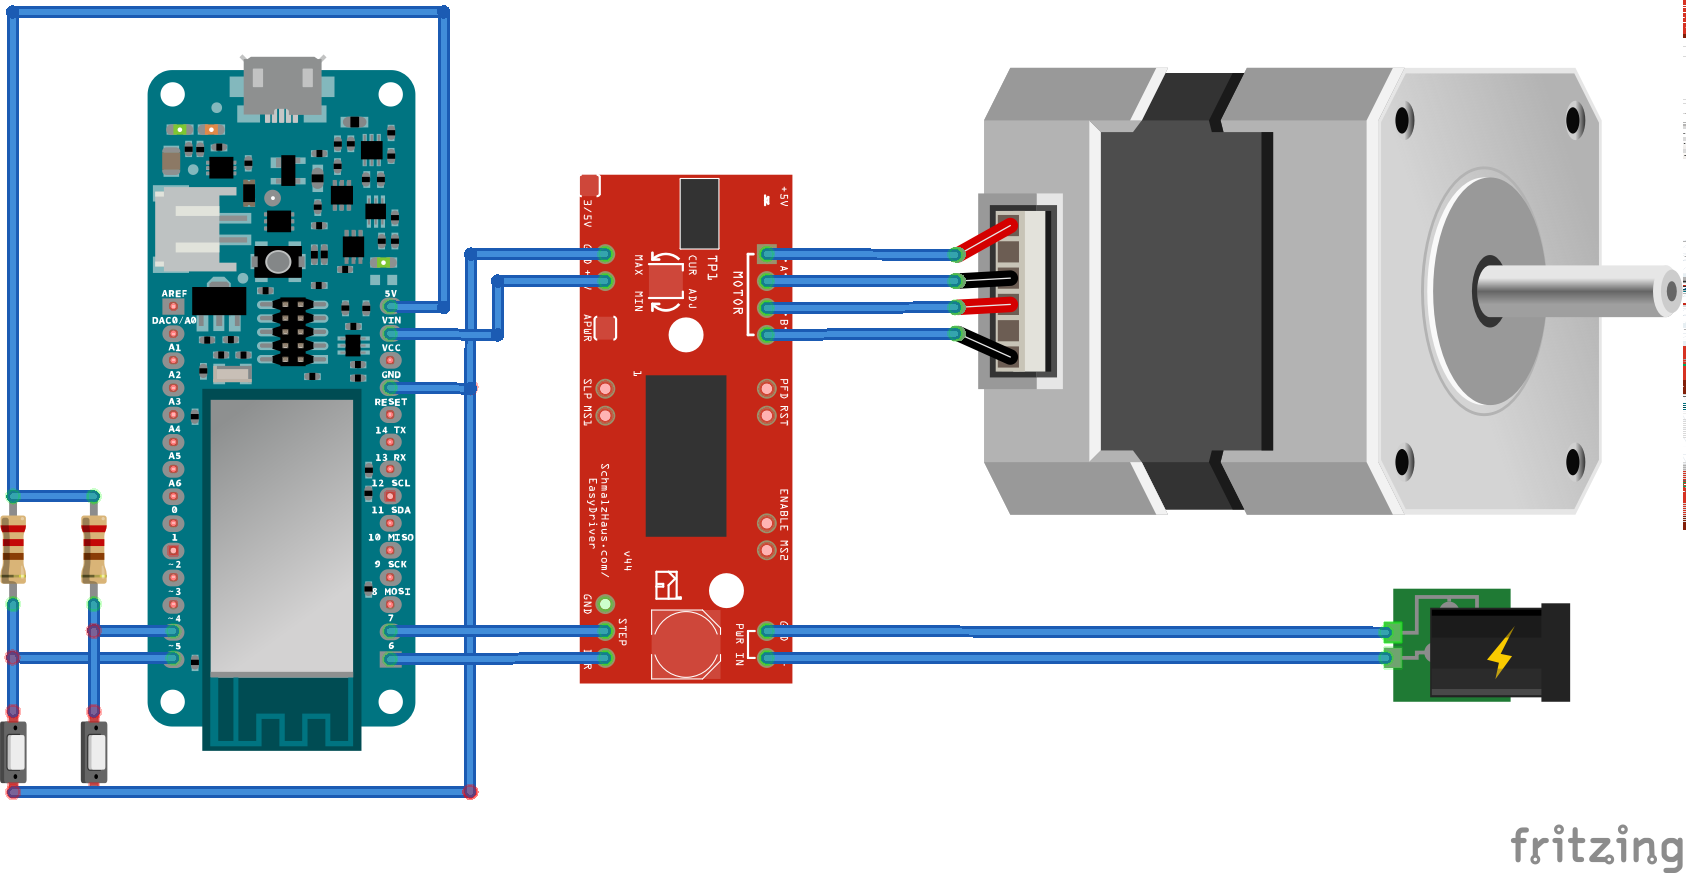 AREF
DAC0/A0
A1
A2
A3
A4
A5
A6
0
1
~2
~3
~4
~5
5V
VIN
VCC
GND
RESET
14 TX
13 RX
12 SCL
11 SDA
10 MISO
9 SCK
8 MOSI
7
6
3/5V
+5V
MAX
MIN
CUR ADJ
TP1
MOTOR
A
B
APWR
1
SLP MS1
PFD RST
SchmalzHaus.com/
EasyDriver
v44
ENABLE MS2
GND
STEP
PWR IN
fritzing